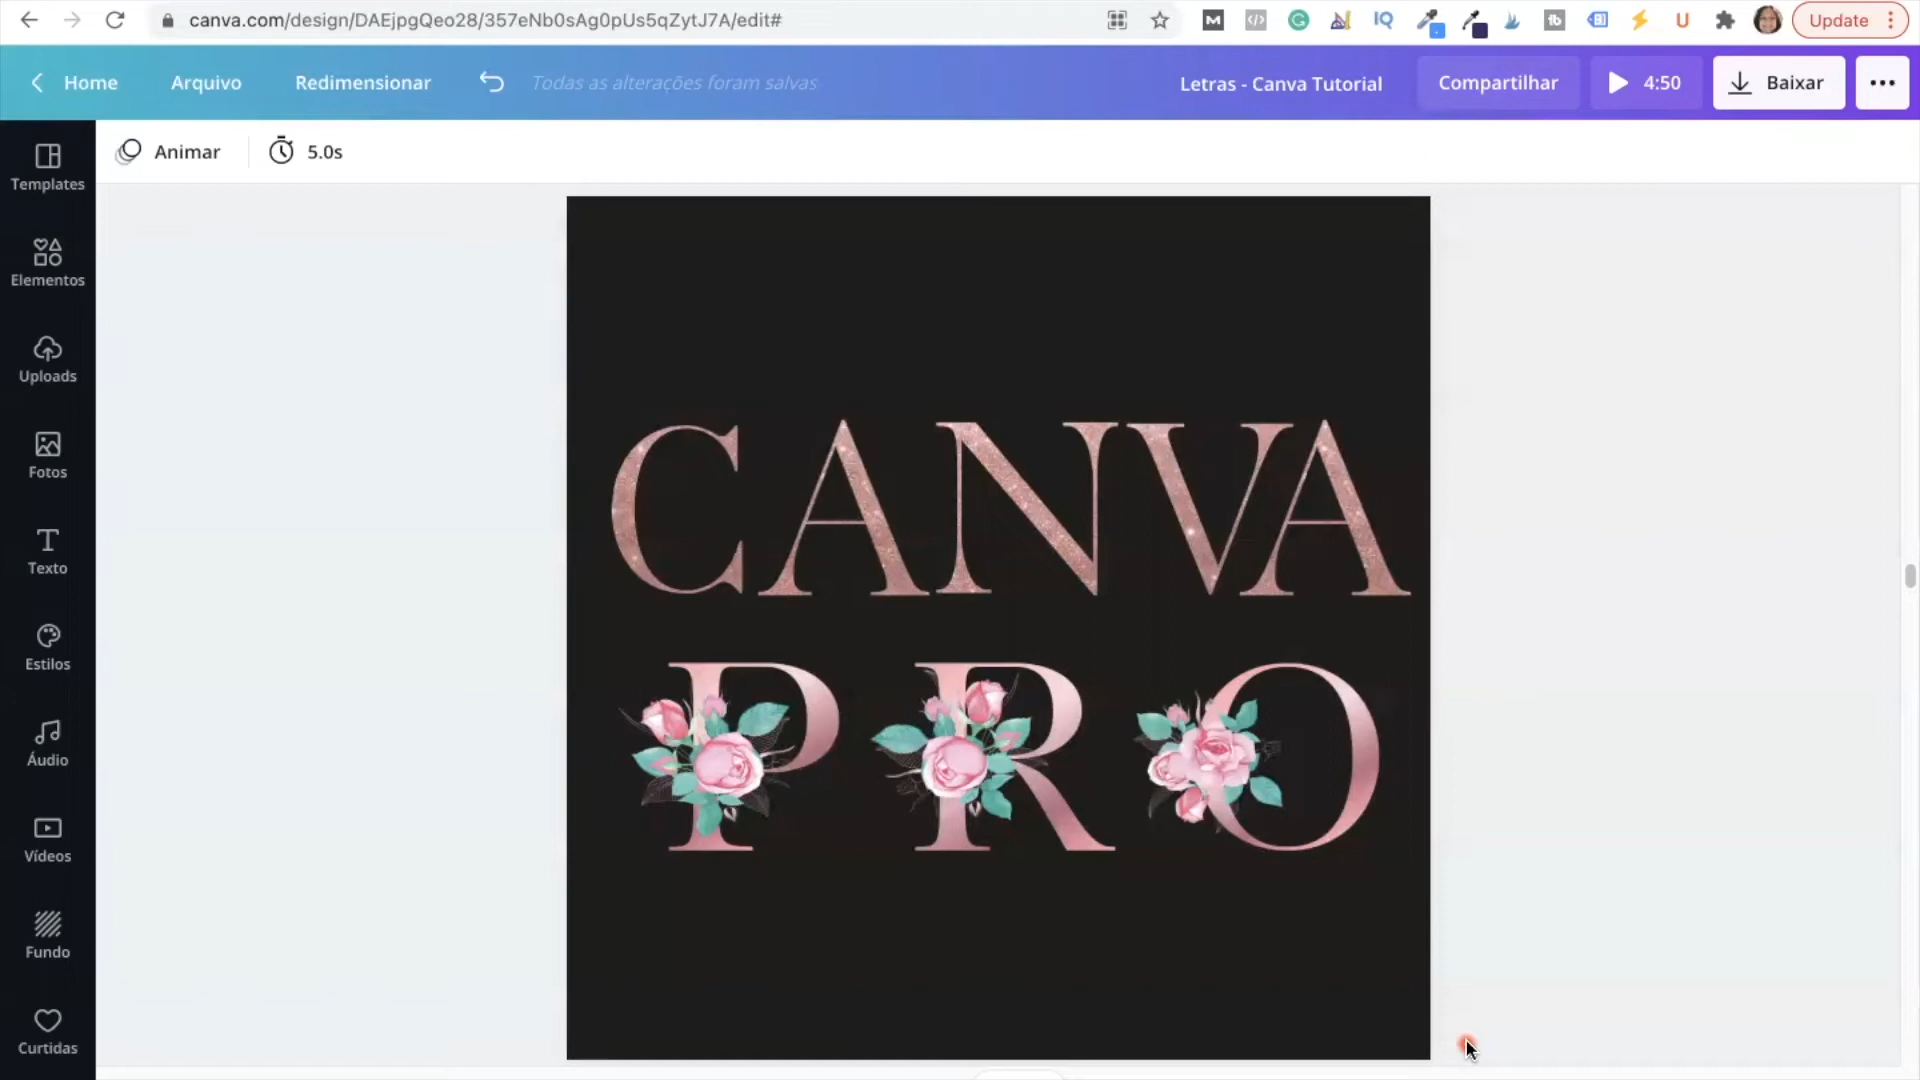 canva.com/design/DAEjpgQeo28/357eNb0sAg0pUs5qZytJ7A/edit#
Update
Home
Arquivo
Redimensionar
Todas as alterações foram salvas
Letras - Canva Tutorial
Compartilhar
4:50
Baixar
Animar
5.0s
Templates
Elementos
Uploads
Fotos
Texto
Estilos
Áudio
Vídeos
Fundo
Curtidas
CANVA
PRO